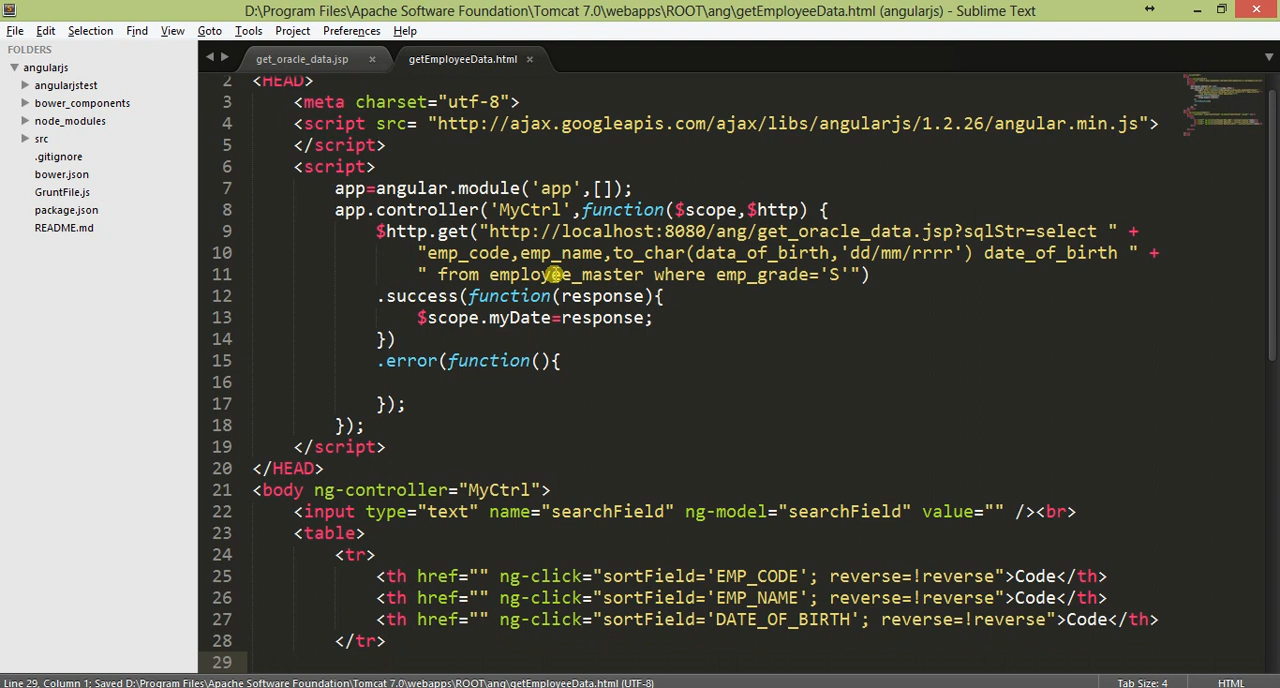 D:\Program Files\Apache Software Foundation\Tomcat 7.0\webapps\ROOT\ang\getEmployeeData.html (angularjs) - Sublime Text
File Edit Selection Find View Goto Tools Project Preferences Help
FOLDERS
angularjs
angularjstest
bower_components
node_modules
src
.gitignore
bower.json
GruntFile.js
package.json
README.md
get_oracle_data.jsp × getEmployeeData.html ×
2 <HEAD>
3 <meta charset="utf-8">
4 <script src= "http://ajax.googleapis.com/ajax/libs/angularjs/1.2.26/angular.min.js">
5 </script>
6 <script>
7 app=angular.module('app',[]);
8 app.controller('MyCtrl',function($scope,$http) {
9 $http.get("http://localhost:8080/ang/get_oracle_data.jsp?sqlStr=select " +
10 "emp_code,emp_name,to_char(data_of_birth,'dd/mm/rrrr') date_of_birth " +
11 " from employee_master where emp_grade='S'")
12 .success(function(response){
13 $scope.myDate=response;
14 })
15 .error(function(){
16
17 });
18 });
19 </script>
20 </HEAD>
21 <body ng-controller="MyCtrl">
22 <input type="text" name="searchField" ng-model="searchField" value="" /><br>
23 <table>
24 <tr>
25 <th href="" ng-click="sortField='EMP_CODE'; reverse=!reverse">Code</th>
26 <th href="" ng-click="sortField='EMP_NAME'; reverse=!reverse">Code</th>
27 <th href="" ng-click="sortField='DATE_OF_BIRTH'; reverse=!reverse">Code</th>
28 </tr>
29
Line 29, Column 1; Saved D:\Program Files\Apache Software Foundation\Tomcat 7.0\webapps\ROOT\ang\getEmployeeData.html (UTF-8) Tab Size: 4 HTML